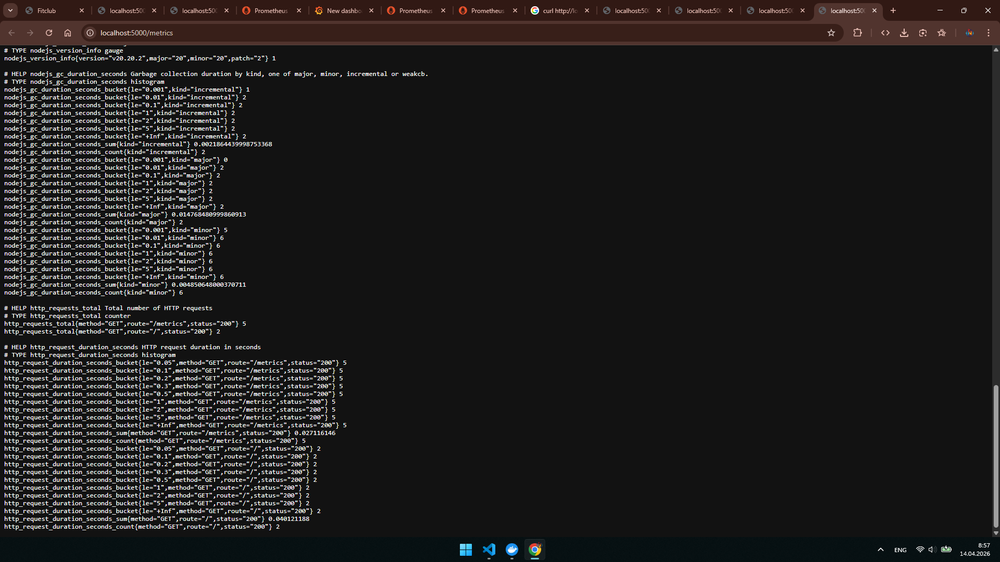 Fitclub
localhost:500
localhost:500
Prometheus
New dashbo
Prometheus
Prometheus
curl http://lo
localhost:500
localhost:500
localhost:500
localhost:500
localhost:5000/metrics
# TYPE nodejs_version_info gauge
nodejs_version_info{version="v20.20.2",major="20",minor="20",patch="2"} 1
# HELP nodejs_gc_duration_seconds Garbage collection duration by kind, one of major, minor, incremental or weakcb.
# TYPE nodejs_gc_duration_seconds histogram
nodejs_gc_duration_seconds_bucket{le="0.001",kind="incremental"} 1
nodejs_gc_duration_seconds_bucket{le="0.01",kind="incremental"} 2
nodejs_gc_duration_seconds_bucket{le="0.1",kind="incremental"} 2
nodejs_gc_duration_seconds_bucket{le="1",kind="incremental"} 2
nodejs_gc_duration_seconds_bucket{le="2",kind="incremental"} 2
nodejs_gc_duration_seconds_bucket{le="5",kind="incremental"} 2
nodejs_gc_duration_seconds_bucket{le="+Inf",kind="incremental"} 2
nodejs_gc_duration_seconds_sum{kind="incremental"} 0.0021864439998753368
nodejs_gc_duration_seconds_count{kind="incremental"} 2
nodejs_gc_duration_seconds_bucket{le="0.001",kind="major"} 0
nodejs_gc_duration_seconds_bucket{le="0.01",kind="major"} 2
nodejs_gc_duration_seconds_bucket{le="0.1",kind="major"} 2
nodejs_gc_duration_seconds_bucket{le="1",kind="major"} 2
nodejs_gc_duration_seconds_bucket{le="2",kind="major"} 2
nodejs_gc_duration_seconds_bucket{le="5",kind="major"} 2
nodejs_gc_duration_seconds_bucket{le="+Inf",kind="major"} 2
nodejs_gc_duration_seconds_sum{kind="major"} 0.014768480999860913
nodejs_gc_duration_seconds_count{kind="major"} 2
nodejs_gc_duration_seconds_bucket{le="0.001",kind="minor"} 5
nodejs_gc_duration_seconds_bucket{le="0.01",kind="minor"} 6
nodejs_gc_duration_seconds_bucket{le="0.1",kind="minor"} 6
nodejs_gc_duration_seconds_bucket{le="1",kind="minor"} 6
nodejs_gc_duration_seconds_bucket{le="2",kind="minor"} 6
nodejs_gc_duration_seconds_bucket{le="5",kind="minor"} 6
nodejs_gc_duration_seconds_bucket{le="+Inf",kind="minor"} 6
nodejs_gc_duration_seconds_sum{kind="minor"} 0.004850648000370711
nodejs_gc_duration_seconds_count{kind="minor"} 6
# HELP http_requests_total Total number of HTTP requests
# TYPE http_requests_total counter
http_requests_total{method="GET",route="/metrics",status="200"} 5
http_requests_total{method="GET",route="/",status="200"} 2
# HELP http_request_duration_seconds HTTP request duration in seconds
# TYPE http_request_duration_seconds histogram
http_request_duration_seconds_bucket{le="0.05",method="GET",route="/metrics",status="200"} 5
http_request_duration_seconds_bucket{le="0.1",method="GET",route="/metrics",status="200"} 5
http_request_duration_seconds_bucket{le="0.2",method="GET",route="/metrics",status="200"} 5
http_request_duration_seconds_bucket{le="0.3",method="GET",route="/metrics",status="200"} 5
http_request_duration_seconds_bucket{le="0.5",method="GET",route="/metrics",status="200"} 5
http_request_duration_seconds_bucket{le="1",method="GET",route="/metrics",status="200"} 5
http_request_duration_seconds_bucket{le="2",method="GET",route="/metrics",status="200"} 5
http_request_duration_seconds_bucket{le="5",method="GET",route="/metrics",status="200"} 5
http_request_duration_seconds_bucket{le="+Inf",method="GET",route="/metrics",status="200"} 5
http_request_duration_seconds_sum{method="GET",route="/metrics",status="200"} 0.027116146
http_request_duration_seconds_count{method="GET",route="/metrics",status="200"} 5
http_request_duration_seconds_bucket{le="0.05",method="GET",route="/",status="200"} 2
http_request_duration_seconds_bucket{le="0.1",method="GET",route="/",status="200"} 2
http_request_duration_seconds_bucket{le="0.2",method="GET",route="/",status="200"} 2
http_request_duration_seconds_bucket{le="0.3",method="GET",route="/",status="200"} 2
http_request_duration_seconds_bucket{le="0.5",method="GET",route="/",status="200"} 2
http_request_duration_seconds_bucket{le="1",method="GET",route="/",status="200"} 2
http_request_duration_seconds_bucket{le="2",method="GET",route="/",status="200"} 2
http_request_duration_seconds_bucket{le="5",method="GET",route="/",status="200"} 2
http_request_duration_seconds_bucket{le="+Inf",method="GET",route="/",status="200"} 2
http_request_duration_seconds_sum{method="GET",route="/",status="200"} 0.040121188
http_request_duration_seconds_count{method="GET",route="/",status="200"} 2
ENG
8:57
14.04.2026